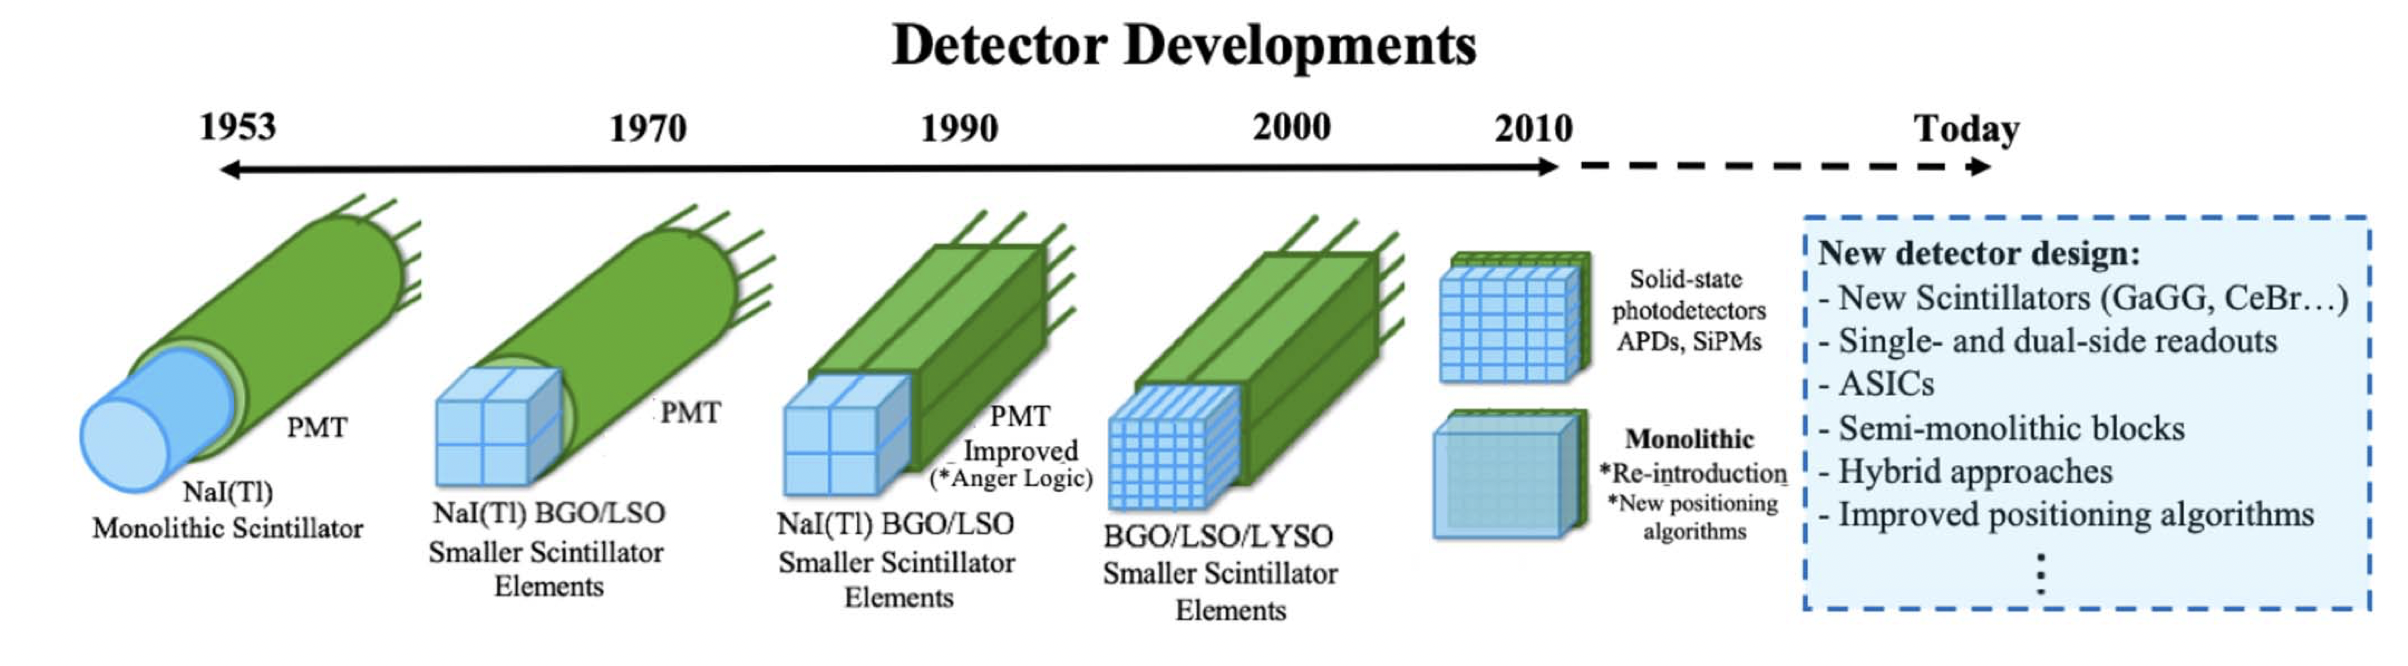 Detector Developments
1953
1970
1990
2000
2010
Today
PMT
NaI(Tl)
Monolithic Scintillator
PMT
NaI(Tl) BGO/LSO
Smaller Scintillator
Elements
PMT
Improved
(*Anger Logic)
NaI(Tl) BGO/LSO
Smaller Scintillator
Elements
BGO/LSO/LYSO
Smaller Scintillator
Elements
Solid-state
photodetectors
APDs, SiPMs
Monolithic
*Re-introduction
*New positioning
algorithms
New detector design:
- New Scintillators (GaGG, CeBr…)
- Single- and dual-side readouts
- ASICs
- Semi-monolithic blocks
- Hybrid approaches
- Improved positioning algorithms
⋮